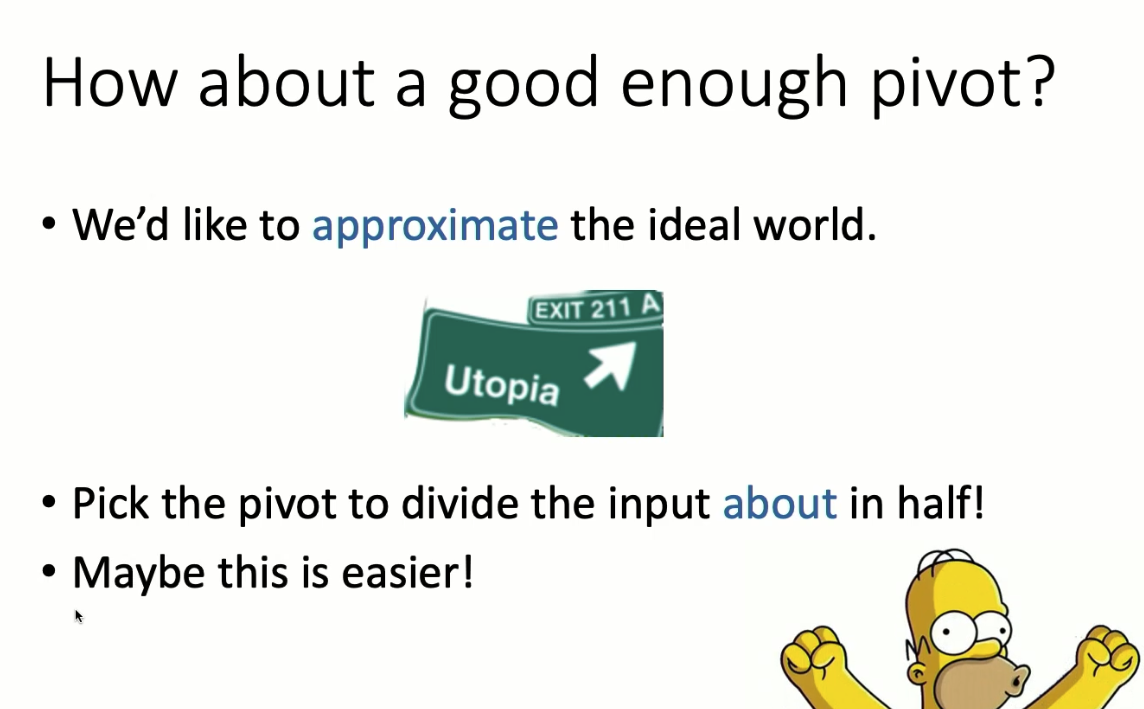 How about a good enough pivot?
• We’d like to approximate the ideal world.
EXIT 211 A
Utopia
• Pick the pivot to divide the input about in half!
• Maybe this is easier!